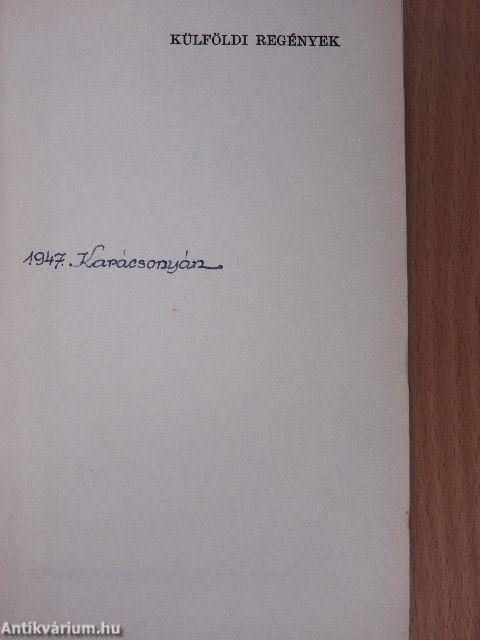 KÜLFÖLDI REGÉNYEK
1947. Karácsonyán
Antikvárium.hu